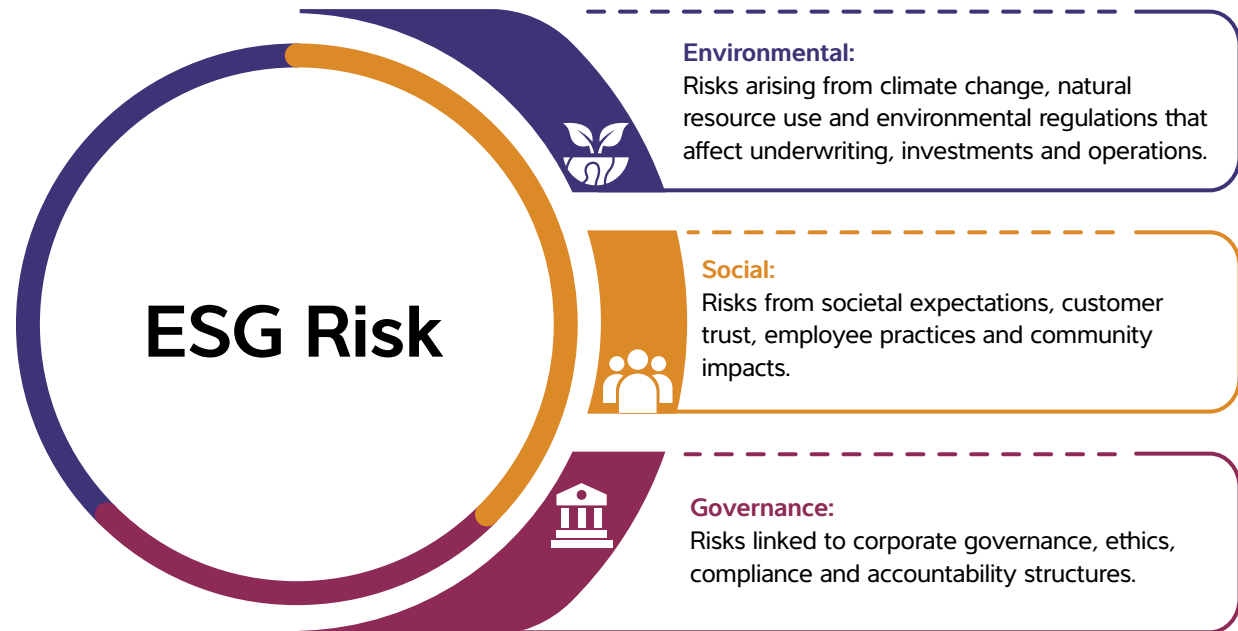 ESG Risk
Environmental:
Risks arising from climate change, natural
resource use and environmental regulations that
affect underwriting, investments and operations.
Social:
Risks from societal expectations, customer
trust, employee practices and community
impacts.
Governance:
Risks linked to corporate governance, ethics,
compliance and accountability structures.